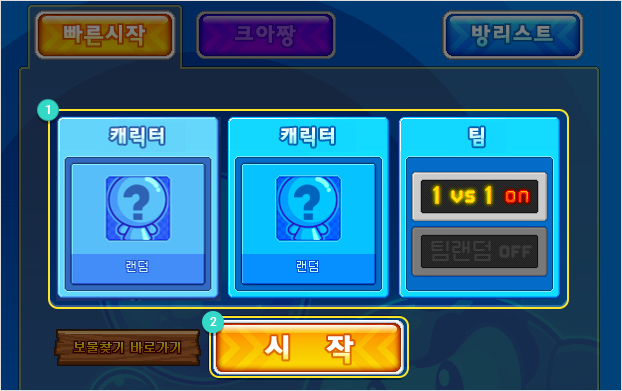 빠른시작
크아짱
방리스트
1
캐릭터
캐릭터
팀
?
?
1 vs 1 on
팀랜덤 OFF
랜덤
랜덤
2
보물찾기 바로가기
시 작